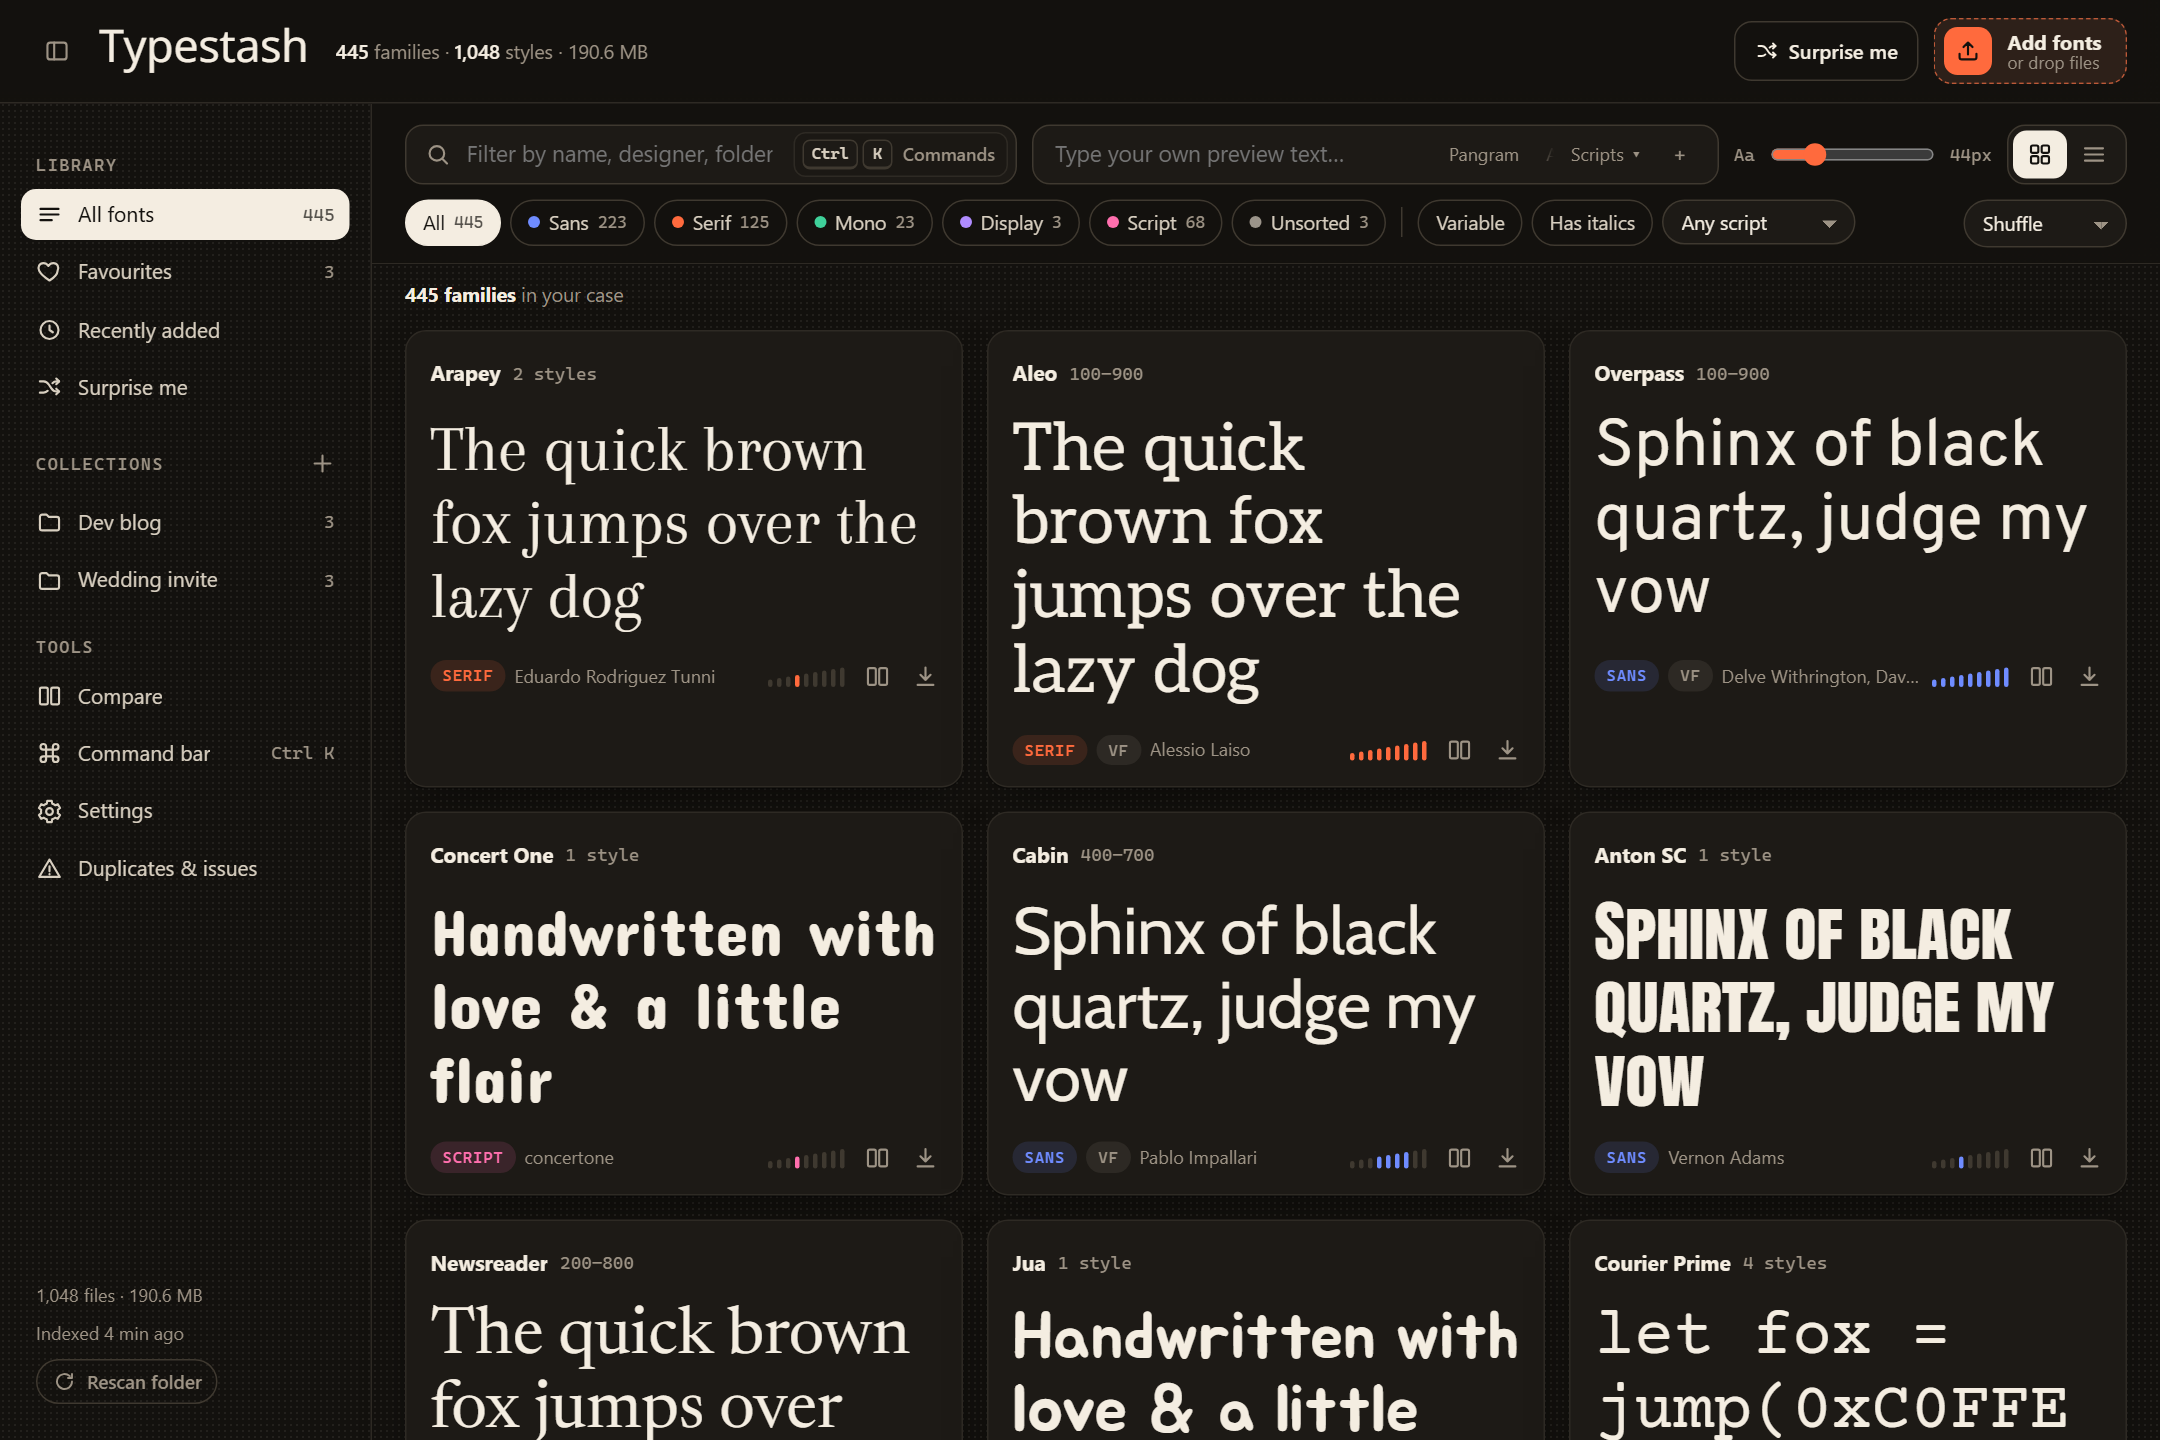 Typestash
445 families · 1,048 styles · 190.6 MB
Surprise me
Add fonts
or drop files
LIBRARY
All fonts 445
Favourites 3
Recently added
Surprise me
COLLECTIONS +
Dev blog 3
Wedding invite 3
TOOLS
Compare
Command bar Ctrl K
Settings
Duplicates & issues
1,048 files · 190.6 MB
Indexed 4 min ago
Rescan folder
Filter by name, designer, folder Ctrl K Commands
Type your own preview text... Pangram Scripts +
Aa 44px
All 445 Sans 223 Serif 125 Mono 23 Display 3 Script 68 Unsorted 3 Variable Has italics Any script Shuffle
445 families in your case
Arapey 2 styles
The quick brown
fox jumps over the
lazy dog
SERIF Eduardo Rodriguez Tunni
Aleo 100–900
The quick
brown fox
jumps over the
lazy dog
SERIF VF Alessio Laiso
Overpass 100–900
Sphinx of black
quartz, judge my
vow
SANS VF Delve Withrington, Dav...
Concert One 1 style
Handwritten with
love & a little
flair
SCRIPT concertone
Cabin 400–700
Sphinx of black
quartz, judge my
vow
SANS VF Pablo Impallari
Anton SC 1 style
SPHINX OF BLACK
QUARTZ, JUDGE MY
VOW
SANS Vernon Adams
Newsreader 200–800
The quick brown
fox jumps over
Jua 1 style
Handwritten with
love & a little
Courier Prime 4 styles
let fox =
jump(0xC0FFE